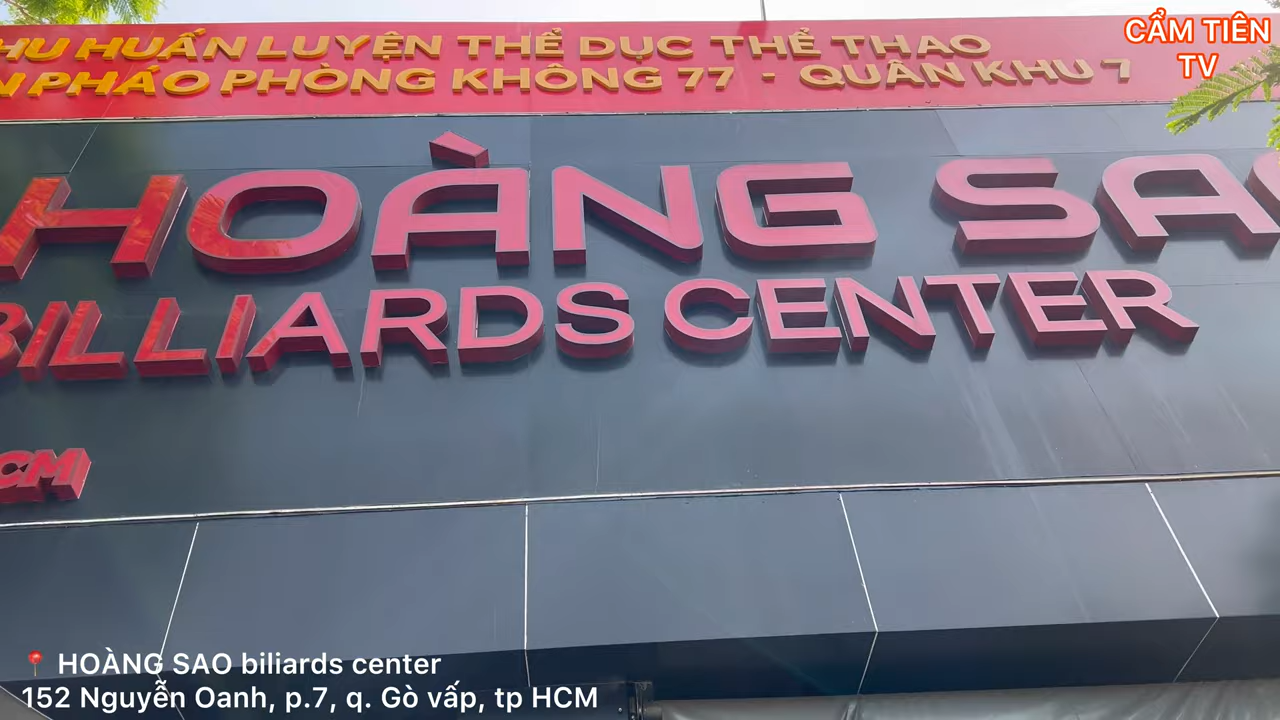 HU HUẤN LUYỆN THỂ DỤC THỂ THAO
N PHÁO PHÒNG KHÔNG 77 - QUÂN KHU 7
CẨM TIÊN
TV
HOÀNG SAO
BILLIARDS CENTER
CM
📍 HOÀNG SAO biliards center
152 Nguyễn Oanh, p.7, q. Gò vấp, tp HCM